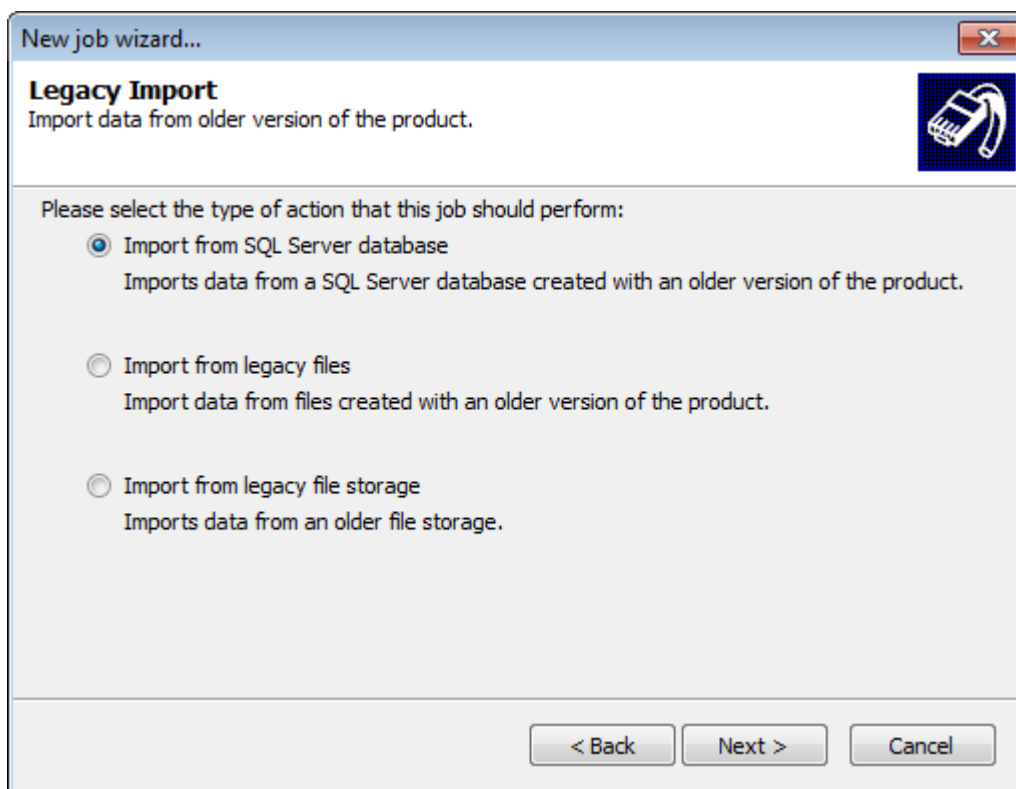 New job wizard...
Legacy Import
Import data from older version of the product.
Please select the type of action that this job should perform:
Import from SQL Server database
Imports data from a SQL Server database created with an older version of the product.
Import from legacy files
Import data from files created with an older version of the product.
Import from legacy file storage
Imports data from an older file storage.
< Back Next > Cancel